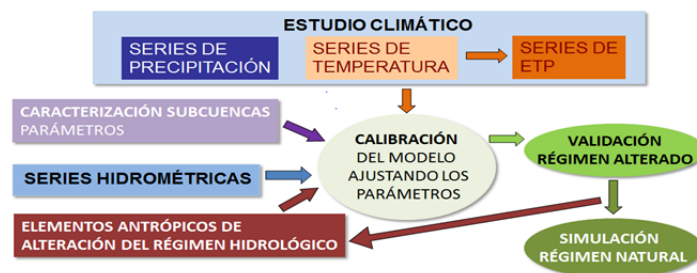 ESTUDIO CLIMÁTICO
SERIES DE
PRECIPITACIÓN
SERIES DE
TEMPERATURA
SERIES DE
ETP
CARACTERIZACIÓN SUBCUENCAS
PARÁMETROS
SERIES HIDROMÉTRICAS
ELEMENTOS ANTRÓPICOS DE
ALTERACIÓN DEL RÉGIMEN HIDROLÓGICO
CALIBRACIÓN
DEL MODELO
AJUSTANDO LOS
PARÁMETROS
VALIDACIÓN
RÉGIMEN ALTERADO
SIMULACIÓN
RÉGIMEN NATURAL